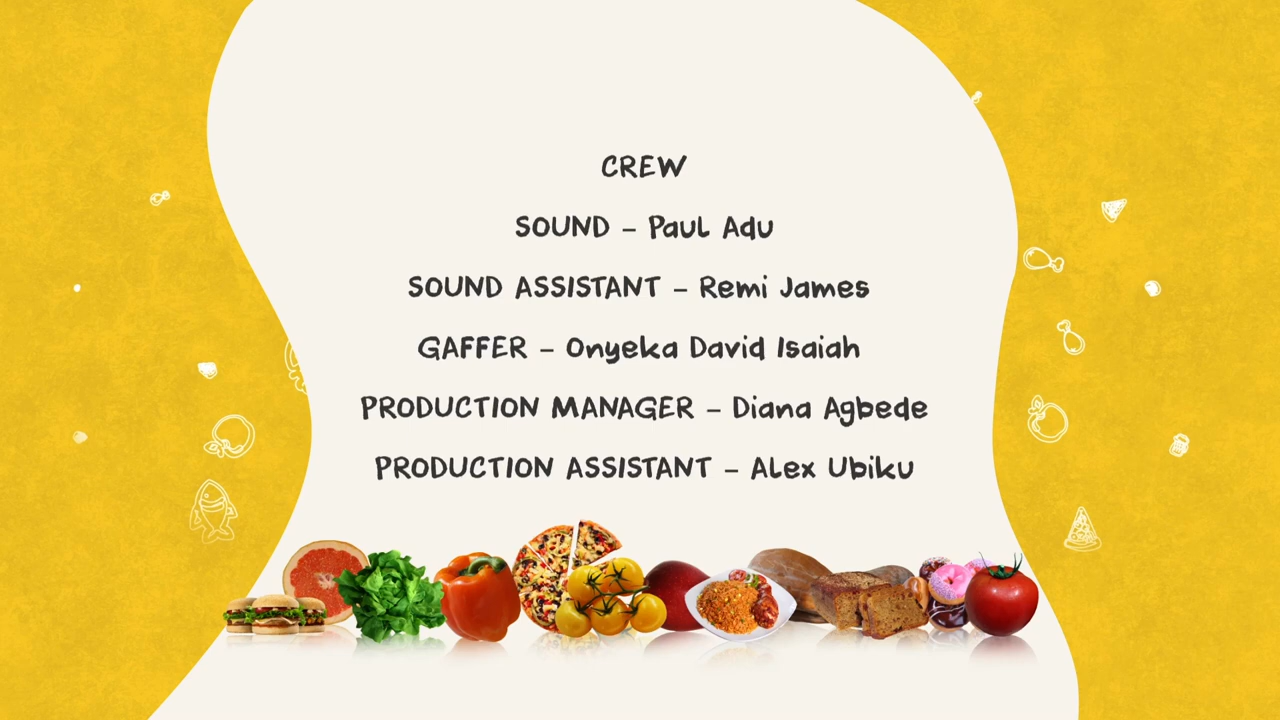 CREW
SOUND – Paul Adu
SOUND ASSISTANT – Remi James
GAFFER – Onyeka David Isaiah
PRODUCTION MANAGER – Diana Agbede
PRODUCTION ASSISTANT – Alex Ubiku